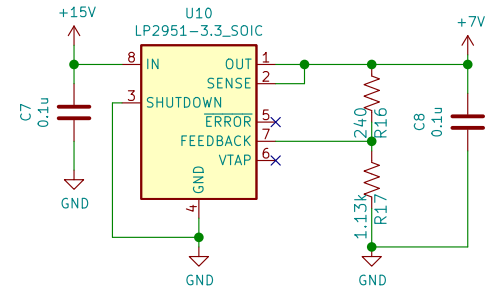 +15V
U10
LP2951-3.3_SOIC
+7V
8
IN
OUT
1
SENSE
2
3
SHUTDOWN
ERROR
5
FEEDBACK
7
VTAP
6
GND
4
C7
0.1u
240
R16
1.13k
R17
C8
0.1u
GND
GND
GND